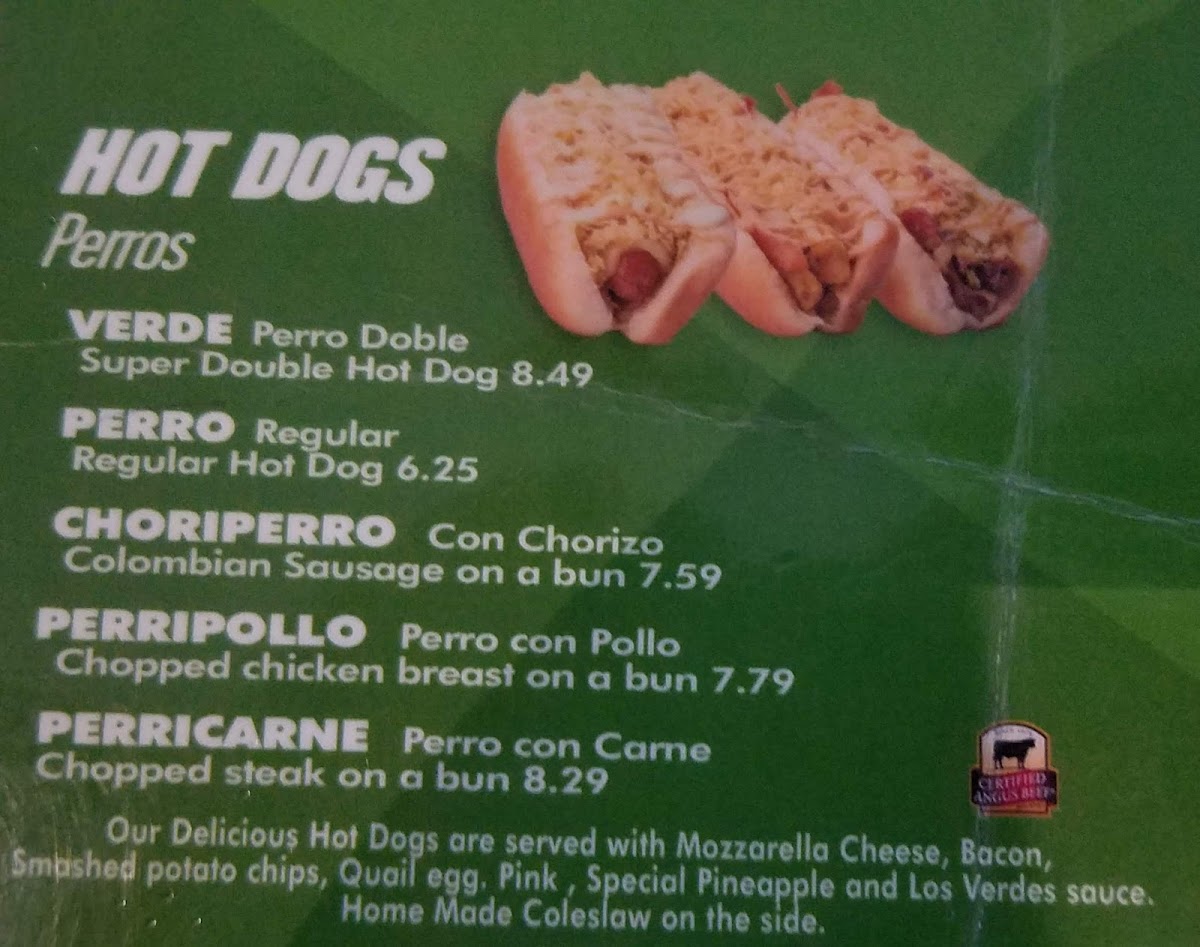 HOT DOGS
Perros
VERDE Perro Doble
Super Double Hot Dog 8.49
PERRO Regular
Regular Hot Dog 6.25
CHORIPERRO Con Chorizo
Colombian Sausage on a bun 7.59
PERRIPOLLO Perro con Pollo
Chopped chicken breast on a bun 7.79
PERRICARNE Perro con Carne
Chopped steak on a bun 8.29
CERTIFIED
ANGUS BEEF
Our Delicious Hot Dogs are served with Mozzarella Cheese, Bacon,
Smashed potato chips, Quail egg. Pink , Special Pineapple and Los Verdes sauce.
Home Made Coleslaw on the side.